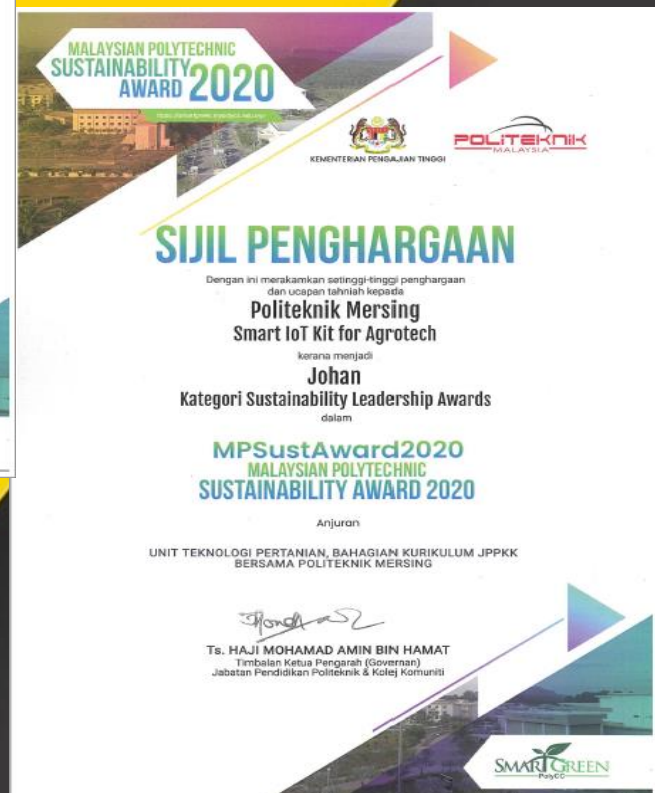 MALAYSIAN POLYTECHNIC
SUSTAINABILITY
AWARD 2020
KEMENTERIAN PENGAJIAN TINGGI
POLITEKNIK
MALAYSIA
SIJIL PENGHARGAAN
Dengan ini merakamkan setinggi-tinggi penghargaan
dan ucapan tahniah kepada
Politeknik Mersing
Smart IoT Kit for Agrotech
kerana menjadi
Johan
Kategori Sustainability Leadership Awards
dalam
MPSustAward2020
MALAYSIAN POLYTECHNIC
SUSTAINABILITY AWARD 2020
Anjuran
UNIT TEKNOLOGI PERTANIAN, BAHAGIAN KURIKULUM JPPKK
BERSAMA POLITEKNIK MERSING
Ts. HAJI MOHAMAD AMIN BIN HAMAT
Timbalan Ketua Pengarah (Governan)
Jabatan Pendidikan Politeknik & Kolej Komuniti
SMART GREEN
PolyCC